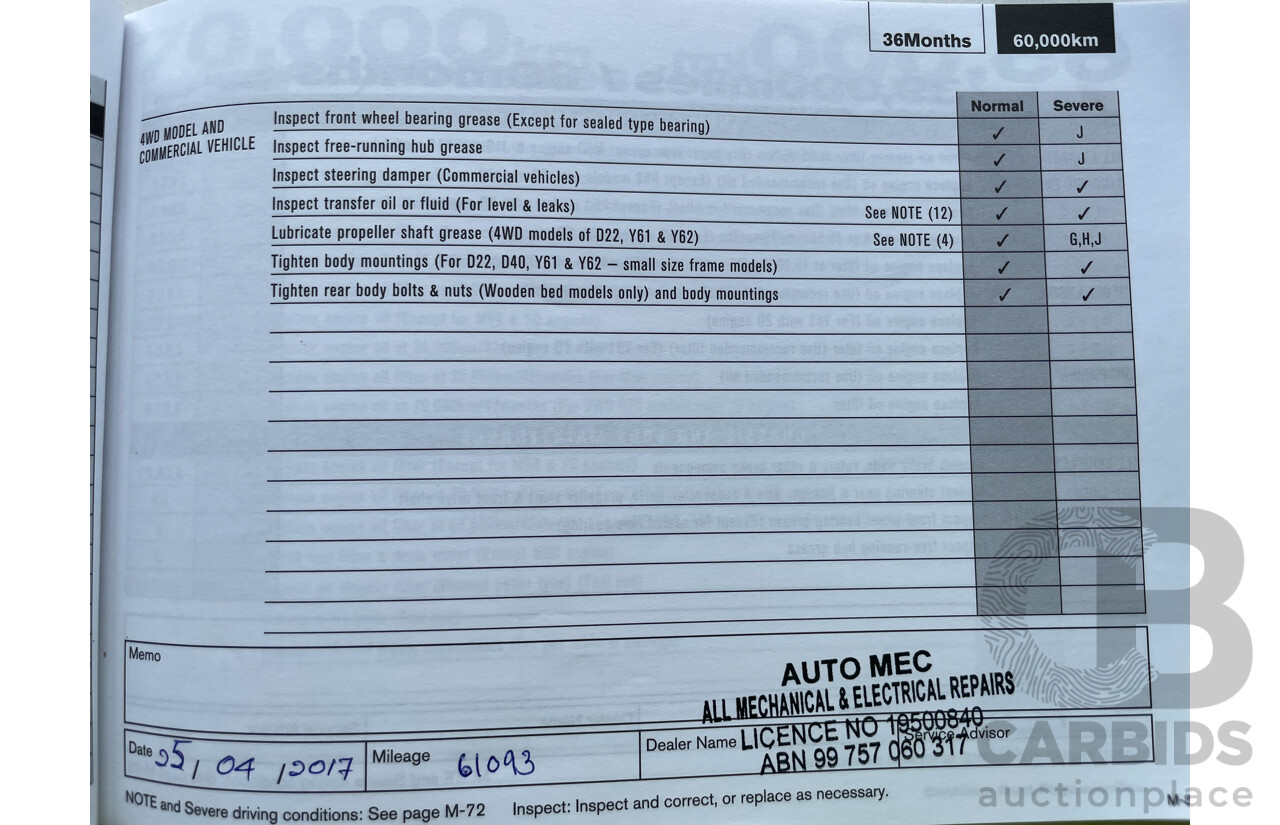 36Months 60,000km
Normal Severe
4WD MODEL AND
COMMERCIAL VEHICLE
Inspect front wheel bearing grease (Except for sealed type bearing) ✓ J
Inspect free-running hub grease ✓ J
Inspect steering damper (Commercial vehicles) ✓ ✓
Inspect transfer oil or fluid (For level & leaks) See NOTE (12) ✓ ✓
Lubricate propeller shaft grease (4WD models of D22, Y61 & Y62) See NOTE (4) ✓ G,H,J
Tighten body mountings (For D22, D40, Y61 & Y62 – small size frame models) ✓ ✓
Tighten rear body bolts & nuts (Wooden bed models only) and body mountings ✓ ✓
Memo
AUTO MEC
ALL MECHANICAL & ELECTRICAL REPAIRS
LICENCE NO 19500840
ABN 99 757 060 317
Date 25 / 04 / 2017 Mileage 61093 Dealer Name Service Advisor
NOTE and Severe driving conditions: See page M-72 Inspect: Inspect and correct, or replace as necessary.
CARBIDS
auctionplace